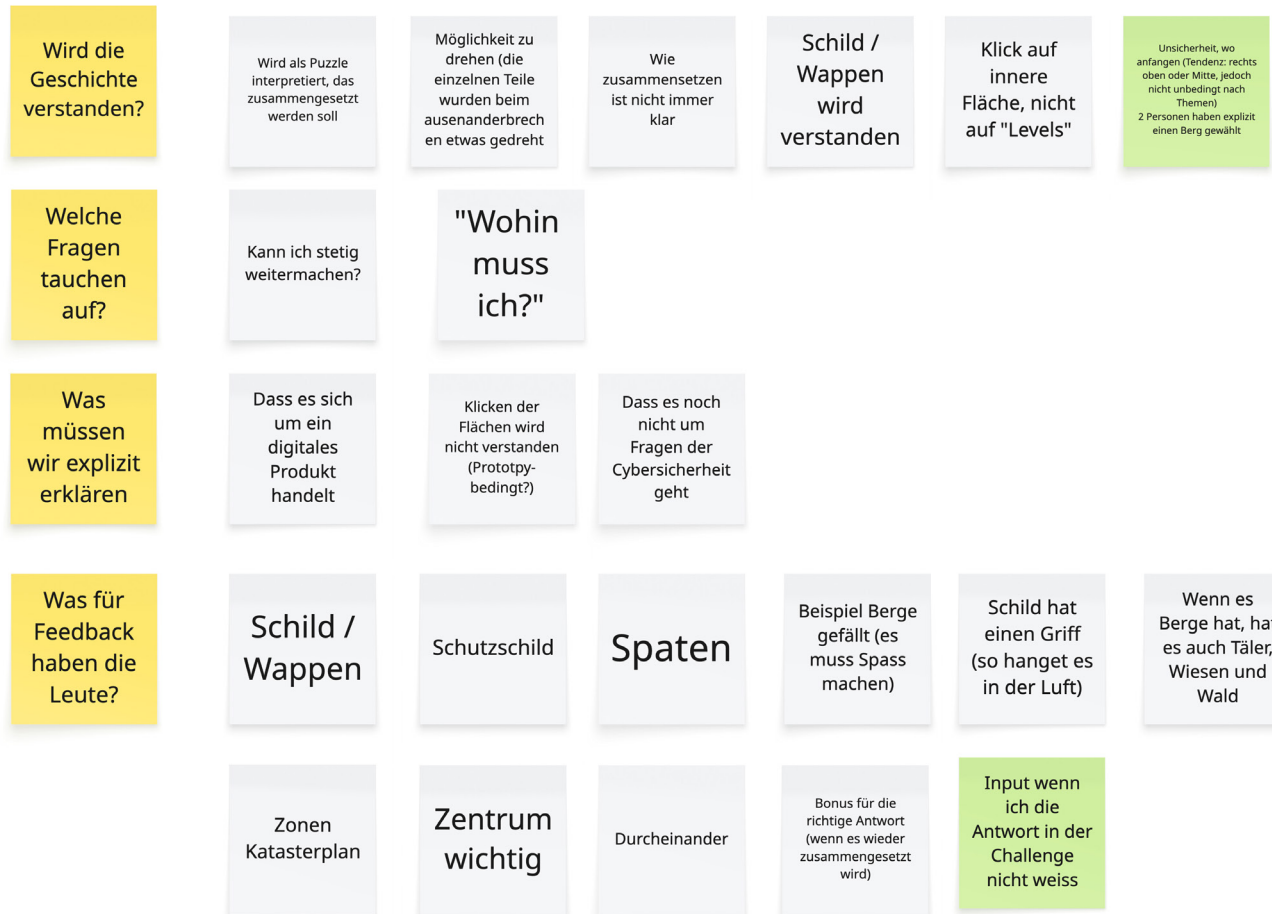 Wird die
Geschichte
verstanden?
Wird als Puzzle
interpretiert, das
zusammengesetzt
werden soll
Möglichkeit zu
drehen (die
einzelnen Teile
wurden beim
ausenanderbrech
en etwas gedreht
Wie
zusammensetzen
ist nicht immer
klar
Schild /
Wappen
wird
verstanden
Klick auf
innere
Fläche, nicht
auf "Levels"
Unsicherheit, wo
anfangen (Tendenz: rechts
oben oder Mitte, jedoch
nicht unbedingt nach
Themen)
2 Personen haben explizit
einen Berg gewählt
Welche
Fragen
tauchen
auf?
Kann ich stetig
weitermachen?
"Wohin
muss
ich?"
Was
müssen
wir explizit
erklären
Dass es sich
um ein
digitales
Produkt
handelt
Klicken der
Flächen wird
nicht verstanden
(Prototpy-
bedingt?)
Dass es noch
nicht um
Fragen der
Cybersicherheit
geht
Was für
Feedback
haben die
Leute?
Schild /
Wappen
Schutzschild
Spaten
Beispiel Berge
gefällt (es
muss Spass
machen)
Schild hat
einen Griff
(so hanget es
in der Luft)
Wenn es
Berge hat, hat
es auch Täler,
Wiesen und
Wald
Zonen
Katasterplan
Zentrum
wichtig
Durcheinander
Bonus für die
richtige Antwort
(wenn es wieder
zusammengesetzt
wird)
Input wenn
ich die
Antwort in der
Challenge
nicht weiss